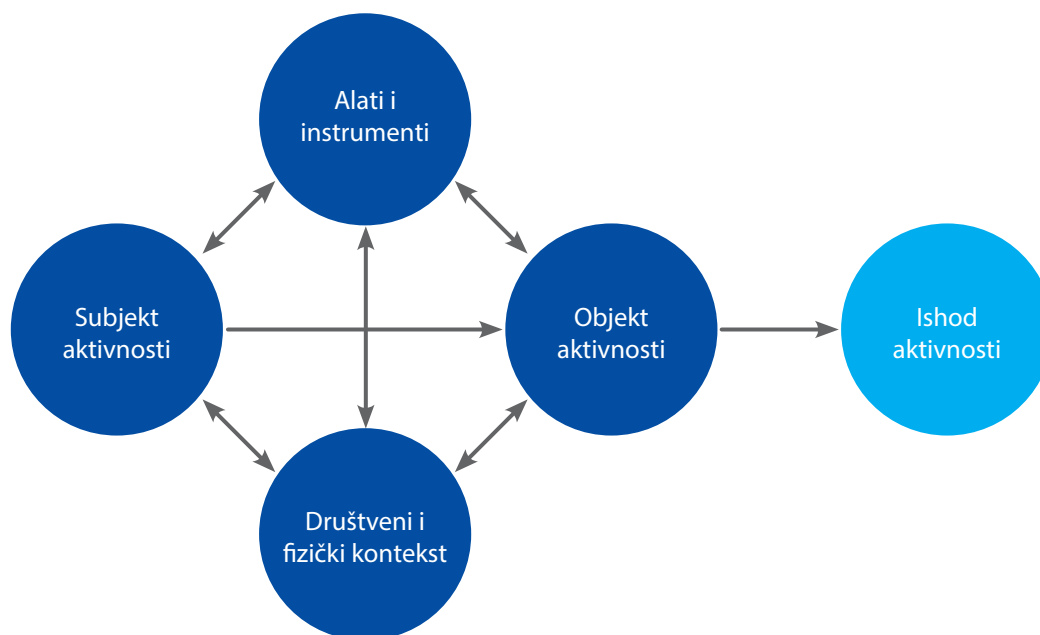 Alati i
instrumenti
Subjekt
aktivnosti
Objekt
aktivnosti
Ishod
aktivnosti
Društveni i
fizički kontekst